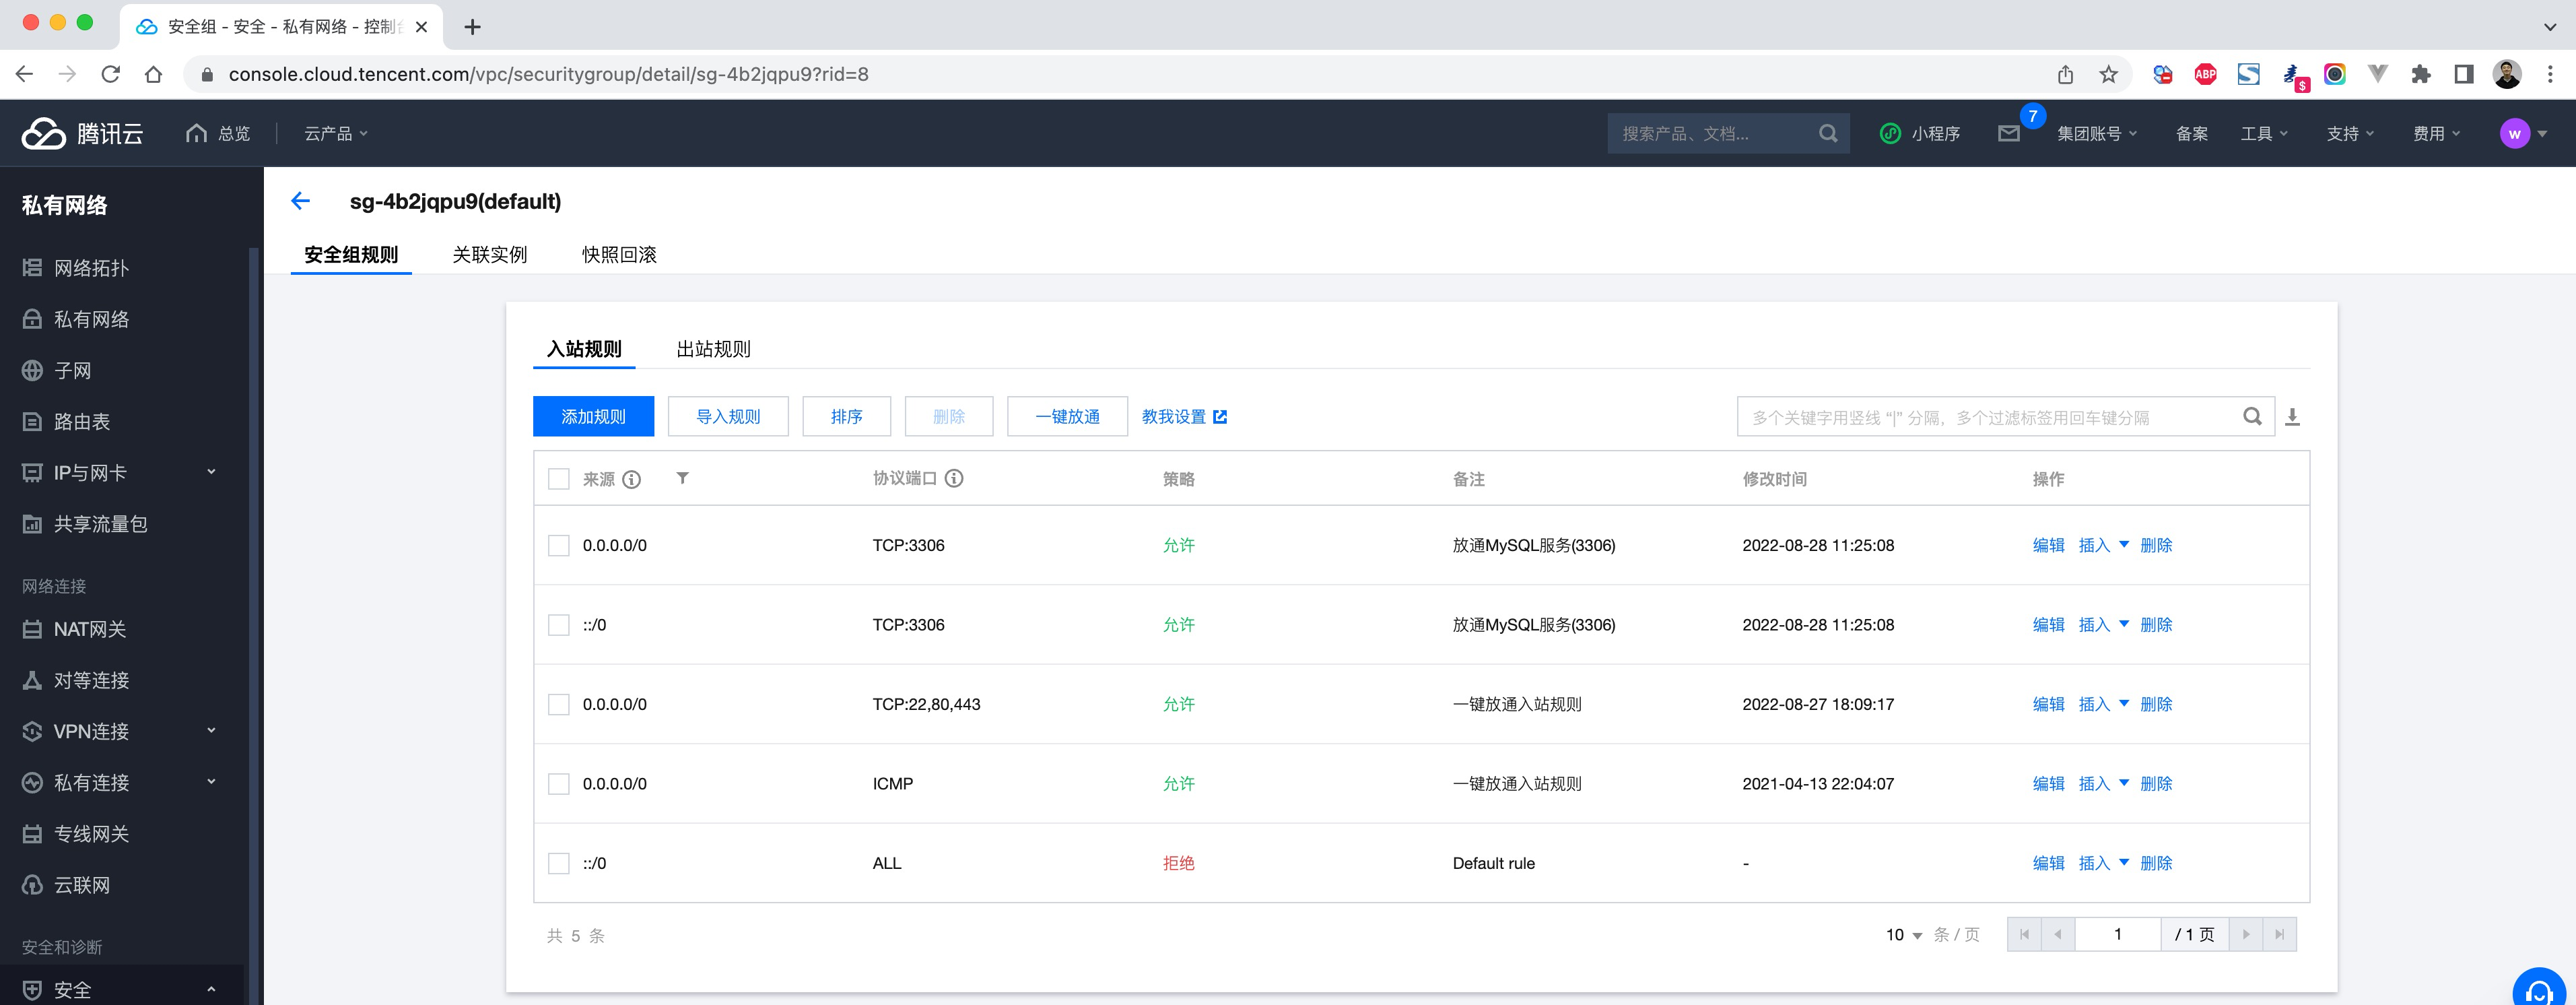 安全组 - 安全 - 私有网络 - 控制
console.cloud.tencent.com/vpc/securitygroup/detail/sg-4b2jqpu9?rid=8
ABP
$
腾讯云
总览
云产品
搜索产品、文档...
小程序
7
集团账号
备案
工具
支持
费用
w
私有网络
网络拓扑
私有网络
子网
路由表
IP与网卡
共享流量包
网络连接
NAT网关
对等连接
VPN连接
私有连接
专线网关
云联网
安全和诊断
安全
sg-4b2jqpu9(default)
安全组规则 关联实例 快照回滚
入站规则 出站规则
添加规则 导入规则 排序 删除 一键放通 教我设置
多个关键字用竖线 “|” 分隔，多个过滤标签用回车键分隔
来源 协议端口 策略 备注 修改时间 操作
0.0.0.0/0 TCP:3306 允许 放通MySQL服务(3306) 2022-08-28 11:25:08 编辑 插入 删除
::/0 TCP:3306 允许 放通MySQL服务(3306) 2022-08-28 11:25:08 编辑 插入 删除
0.0.0.0/0 TCP:22,80,443 允许 一键放通入站规则 2022-08-27 18:09:17 编辑 插入 删除
0.0.0.0/0 ICMP 允许 一键放通入站规则 2021-04-13 22:04:07 编辑 插入 删除
::/0 ALL 拒绝 Default rule - 编辑 插入 删除
共 5 条
10 条 / 页
1 / 1 页